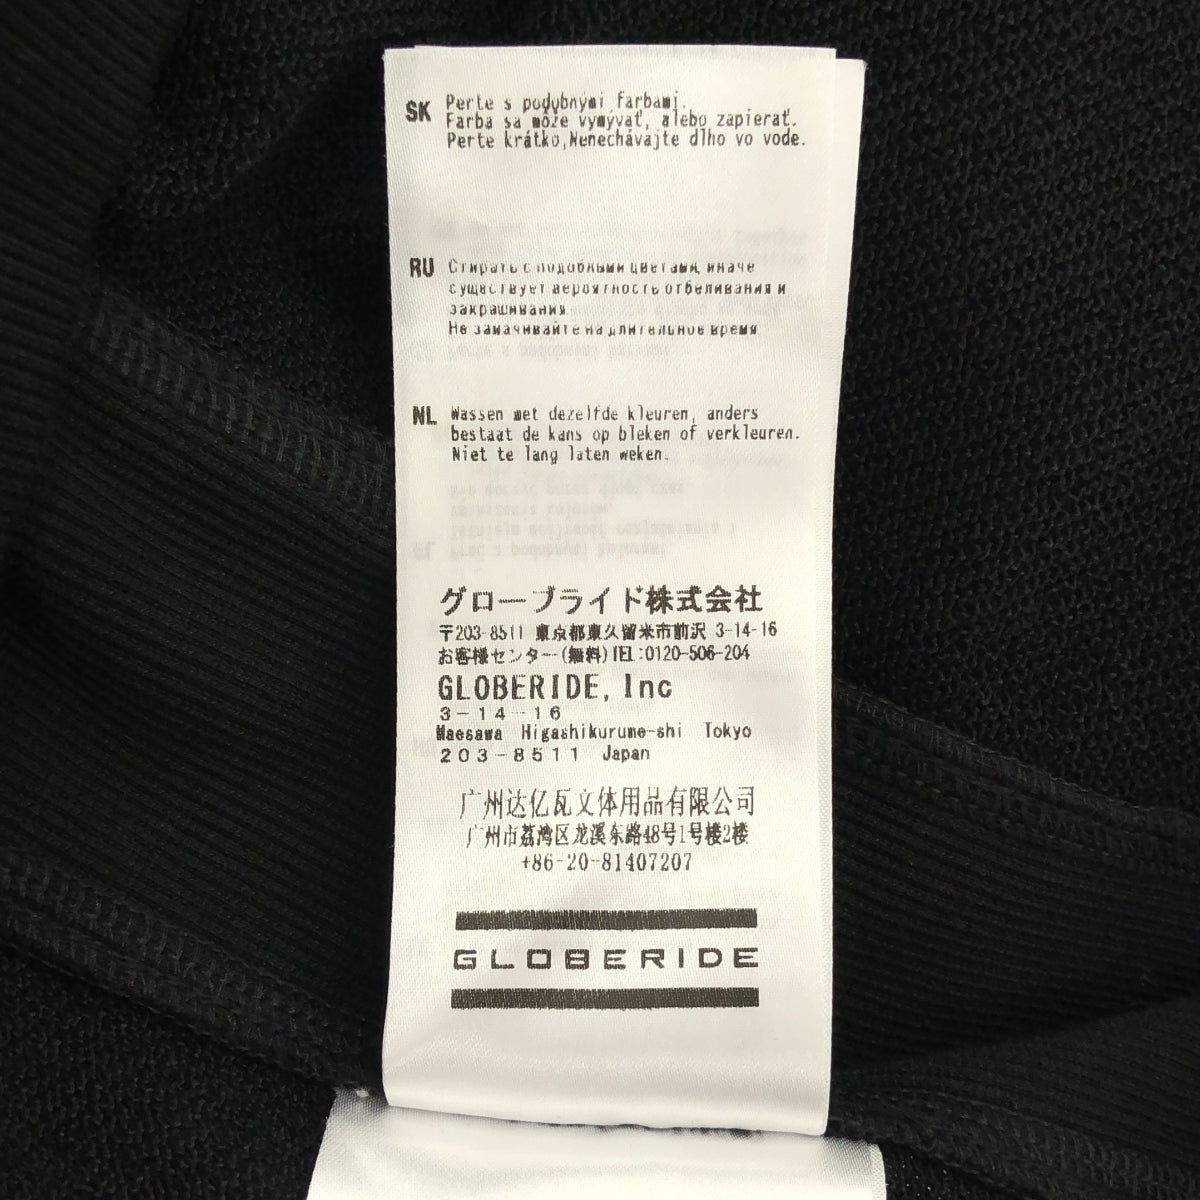 SK Perte s podobnými farbami.
Farba sa môže vymývať, alebo zapierať.
Perte krátko,Nenechávajte dlho vo vode.
RU Стирать с подобными цветами, иначе
существует вероятность отбеливания и
закрашивания
Не замачивайте на длительное время
NL Wassen met dezelfde kleuren, anders
bestaat de kans op bleken of verkleuren.
Niet te lang laten weken.
グローブライド株式会社
〒203-8511 東京都東久留米市前沢 3-14-16
お客様センター(無料)TEL:0120-506-204
GLOBERIDE, Inc
3-14-16
Maesawa Higashikurume-shi Tokyo
203-8511 Japan
广州达亿瓦文体用品有限公司
广州市荔湾区龙溪东路48号1号楼2楼
+86-20-81407207
GLOBERIDE